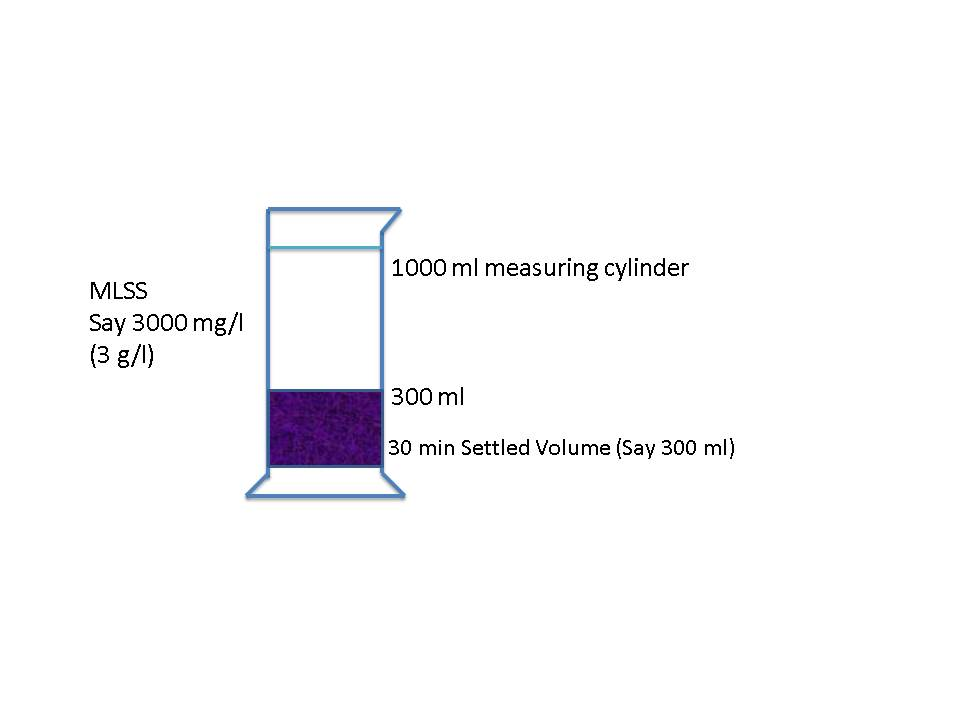 1000 ml measuring cylinder
MLSS
Say 3000 mg/l
(3 g/l)
300 ml
30 min Settled Volume (Say 300 ml)